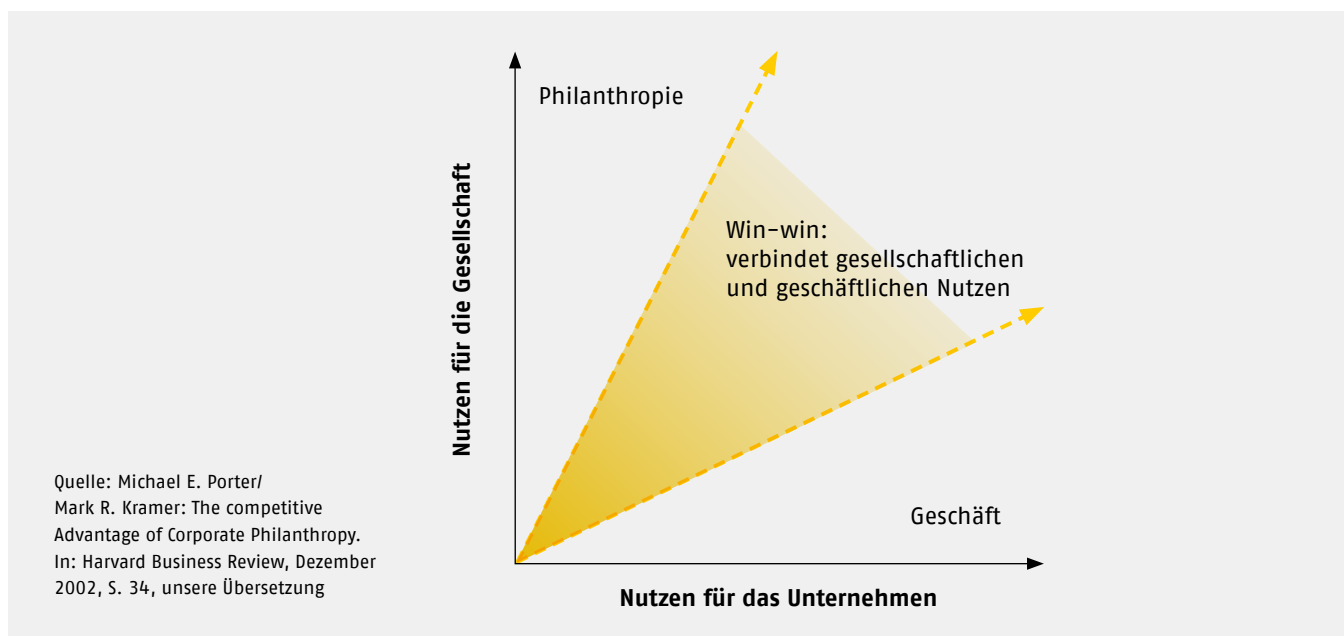 Philanthropie
Nutzen für die Gesellschaft
Win-win:
verbindet gesellschaftlichen
und geschäftlichen Nutzen
Geschäft
Nutzen für das Unternehmen
Quelle: Michael E. Porter/
Mark R. Kramer: The competitive
Advantage of Corporate Philanthropy.
In: Harvard Business Review, Dezember
2002, S. 34, unsere Übersetzung